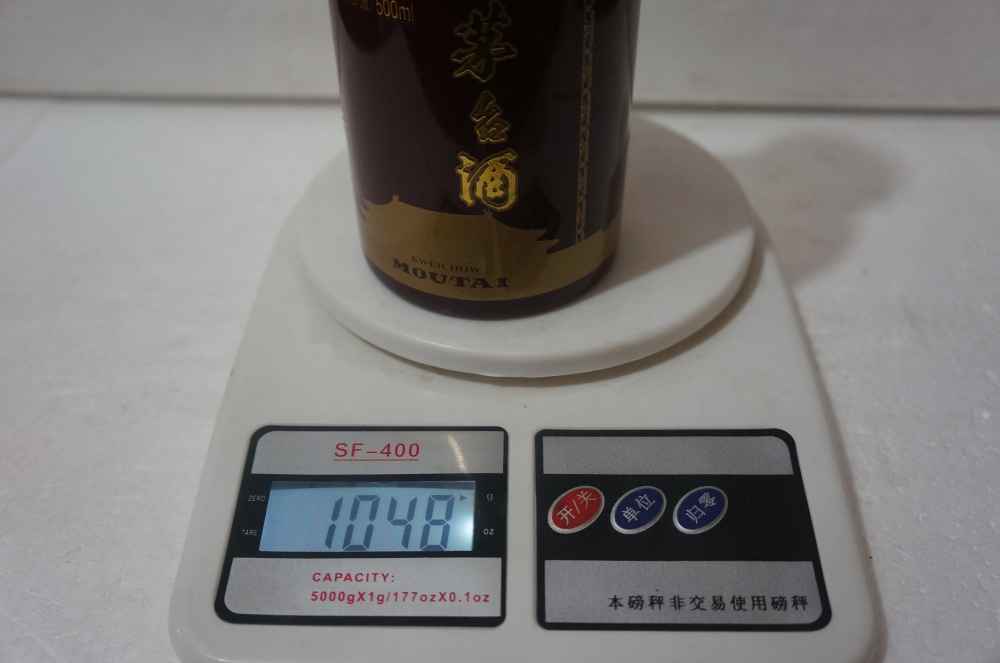 500ml
茅
台
酒
KWEICHOW
MOUTAI
SF-400
ZERO
TARE
1048
g
oz
CAPACITY:
5000gX1g/177ozX0.1oz
开/关
单位
归零
本磅秤非交易使用磅秤